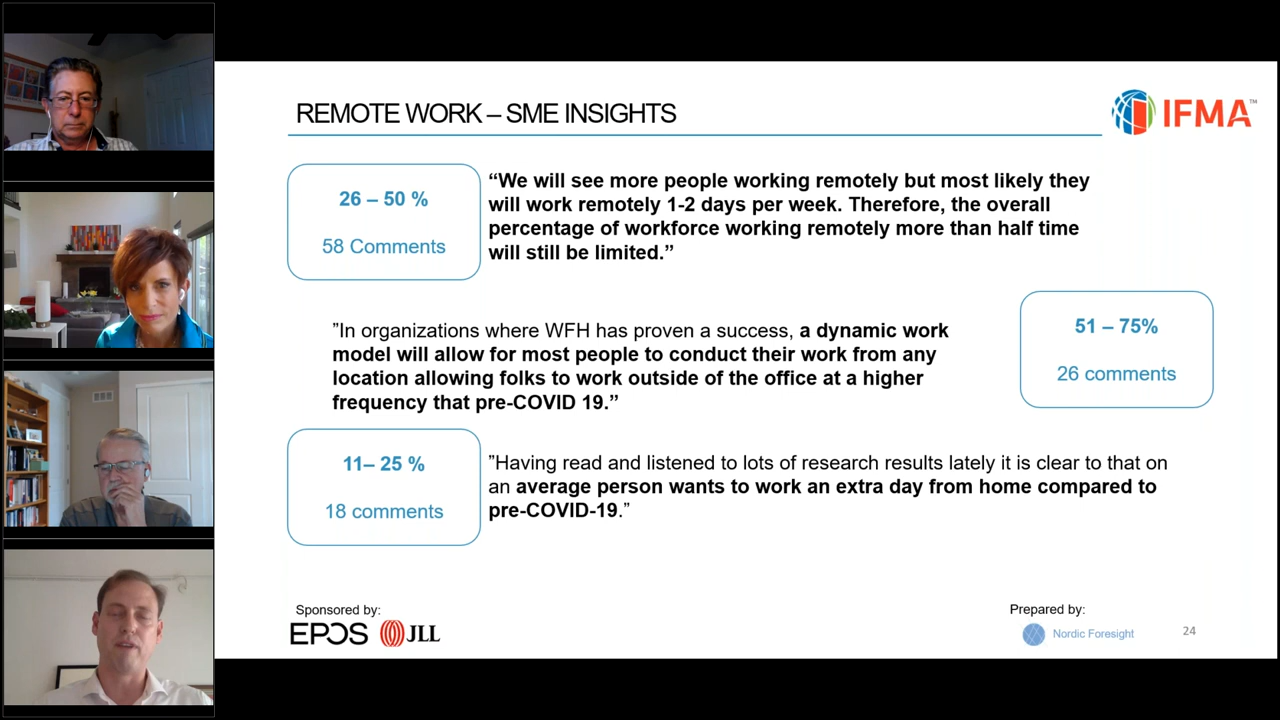 REMOTE WORK – SME INSIGHTS
IFMA™
26 – 50 %
58 Comments
“We will see more people working remotely but most likely they
will work remotely 1-2 days per week. Therefore, the overall
percentage of workforce working remotely more than half time
will still be limited.”
”In organizations where WFH has proven a success, a dynamic work
model will allow for most people to conduct their work from any
location allowing folks to work outside of the office at a higher
frequency that pre-COVID 19.”
51 – 75%
26 comments
11– 25 %
18 comments
”Having read and listened to lots of research results lately it is clear to that on
an average person wants to work an extra day from home compared to
pre-COVID-19.”
Sponsored by:
EPOS JLL
Prepared by:
Nordic Foresight
24